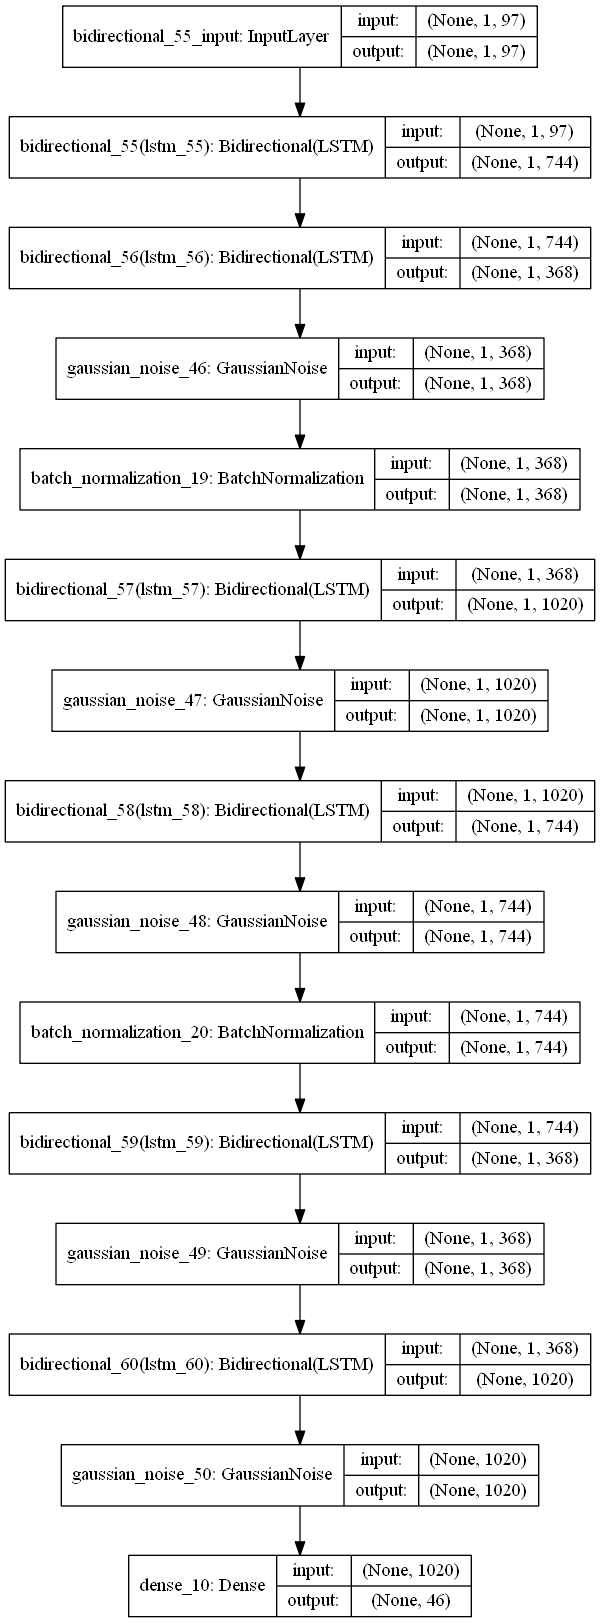 bidirectional_55_input: InputLayer
input: (None, 1, 97)
output: (None, 1, 97)
bidirectional_55(lstm_55): Bidirectional(LSTM)
input: (None, 1, 97)
output: (None, 1, 744)
bidirectional_56(lstm_56): Bidirectional(LSTM)
input: (None, 1, 744)
output: (None, 1, 368)
gaussian_noise_46: GaussianNoise
input: (None, 1, 368)
output: (None, 1, 368)
batch_normalization_19: BatchNormalization
input: (None, 1, 368)
output: (None, 1, 368)
bidirectional_57(lstm_57): Bidirectional(LSTM)
input: (None, 1, 368)
output: (None, 1, 1020)
gaussian_noise_47: GaussianNoise
input: (None, 1, 1020)
output: (None, 1, 1020)
bidirectional_58(lstm_58): Bidirectional(LSTM)
input: (None, 1, 1020)
output: (None, 1, 744)
gaussian_noise_48: GaussianNoise
input: (None, 1, 744)
output: (None, 1, 744)
batch_normalization_20: BatchNormalization
input: (None, 1, 744)
output: (None, 1, 744)
bidirectional_59(lstm_59): Bidirectional(LSTM)
input: (None, 1, 744)
output: (None, 1, 368)
gaussian_noise_49: GaussianNoise
input: (None, 1, 368)
output: (None, 1, 368)
bidirectional_60(lstm_60): Bidirectional(LSTM)
input: (None, 1, 368)
output: (None, 1020)
gaussian_noise_50: GaussianNoise
input: (None, 1020)
output: (None, 1020)
dense_10: Dense
input: (None, 1020)
output: (None, 46)